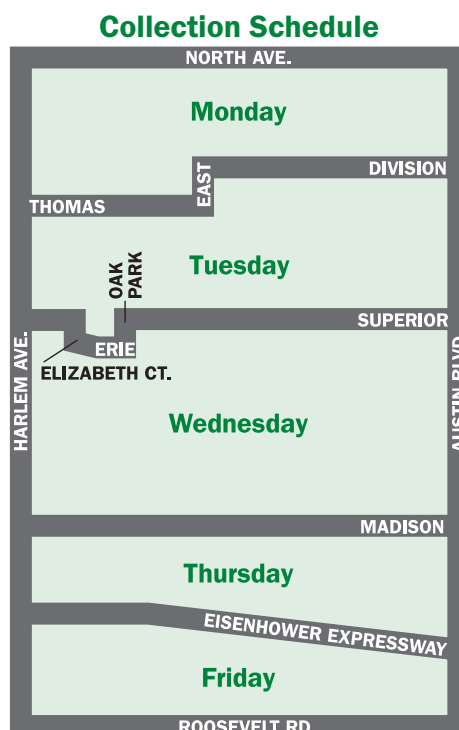 Collection Schedule
NORTH AVE.
Monday
DIVISION
EAST
THOMAS
Tuesday
OAK
PARK
SUPERIOR
ERIE
ELIZABETH CT.
HARLEM AVE.
AUSTIN BLVD
Wednesday
MADISON
Thursday
EISENHOWER EXPRESSWAY
Friday
ROOSEVELT RD